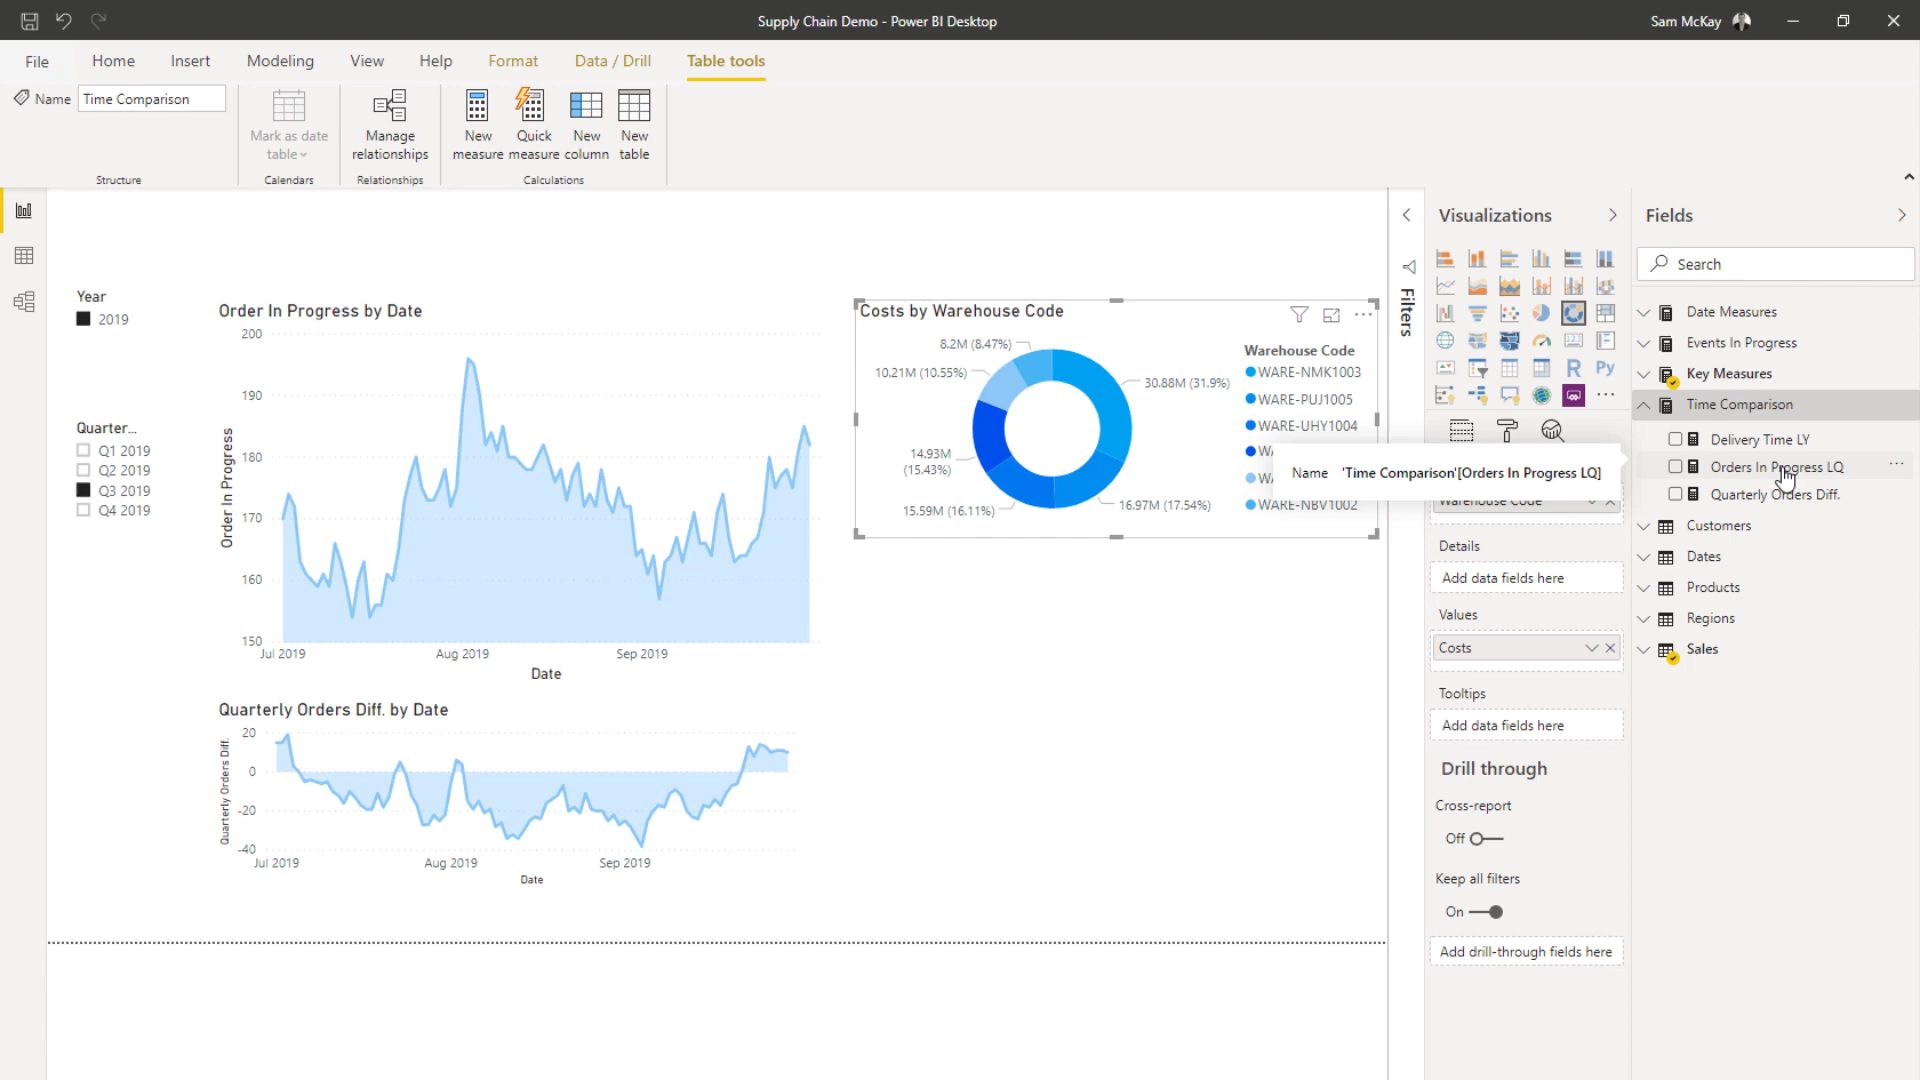 Supply Chain Demo - Power BI Desktop
Sam McKay
File
Home
Insert
Modeling
View
Help
Format
Data / Drill
Table tools
Name
Time Comparison
Mark as date
table
Manage
relationships
New
measure
Quick
measure
New
column
New
table
Structure
Calendars
Relationships
Calculations
Year
2019
Quarter...
Q1 2019
Q2 2019
Q3 2019
Q4 2019
Order In Progress by Date
200
190
180
170
160
150
Order In Progress
Jul 2019
Aug 2019
Sep 2019
Date
Quarterly Orders Diff. by Date
20
0
-20
-40
Quarterly Orders Diff.
Jul 2019
Aug 2019
Sep 2019
Date
Costs by Warehouse Code
8.2M (8.47%)
10.21M (10.55%)
14.93M
(15.43%)
15.59M (16.11%)
30.88M (31.9%)
16.97M (17.54%)
Warehouse Code
WARE-NMK1003
WARE-PUJ1005
WARE-UHY1004
WARE-NBV1002
Name 'Time Comparison'[Orders In Progress LQ]
Filters
Visualizations
R
Py
Warehouse Code
Details
Add data fields here
Values
Costs
Tooltips
Add data fields here
Drill through
Cross-report
Off
Keep all filters
On
Add drill-through fields here
Fields
Search
Date Measures
Events In Progress
Key Measures
Time Comparison
Delivery Time LY
Orders In Progress LQ
Quarterly Orders Diff.
Customers
Dates
Products
Regions
Sales